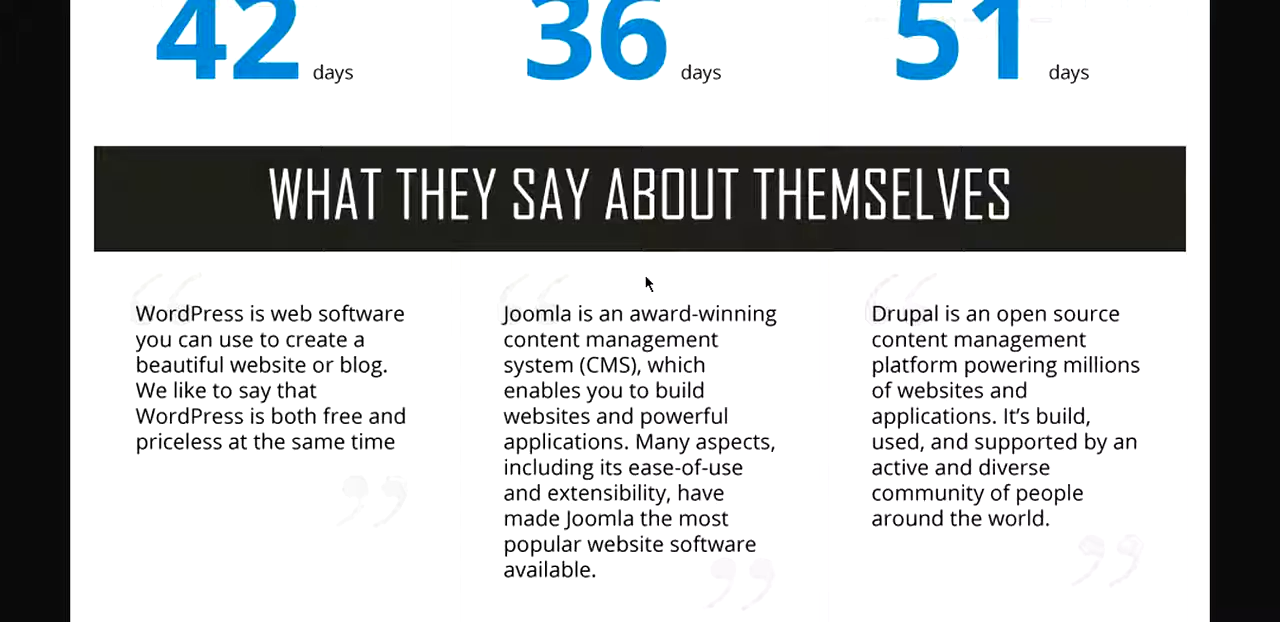 42 days
36 days
51 days
WHAT THEY SAY ABOUT THEMSELVES
WordPress is web software
you can use to create a
beautiful website or blog.
We like to say that
WordPress is both free and
priceless at the same time
Joomla is an award-winning
content management
system (CMS), which
enables you to build
websites and powerful
applications. Many aspects,
including its ease-of-use
and extensibility, have
made Joomla the most
popular website software
available.
Drupal is an open source
content management
platform powering millions
of websites and
applications. It’s build,
used, and supported by an
active and diverse
community of people
around the world.